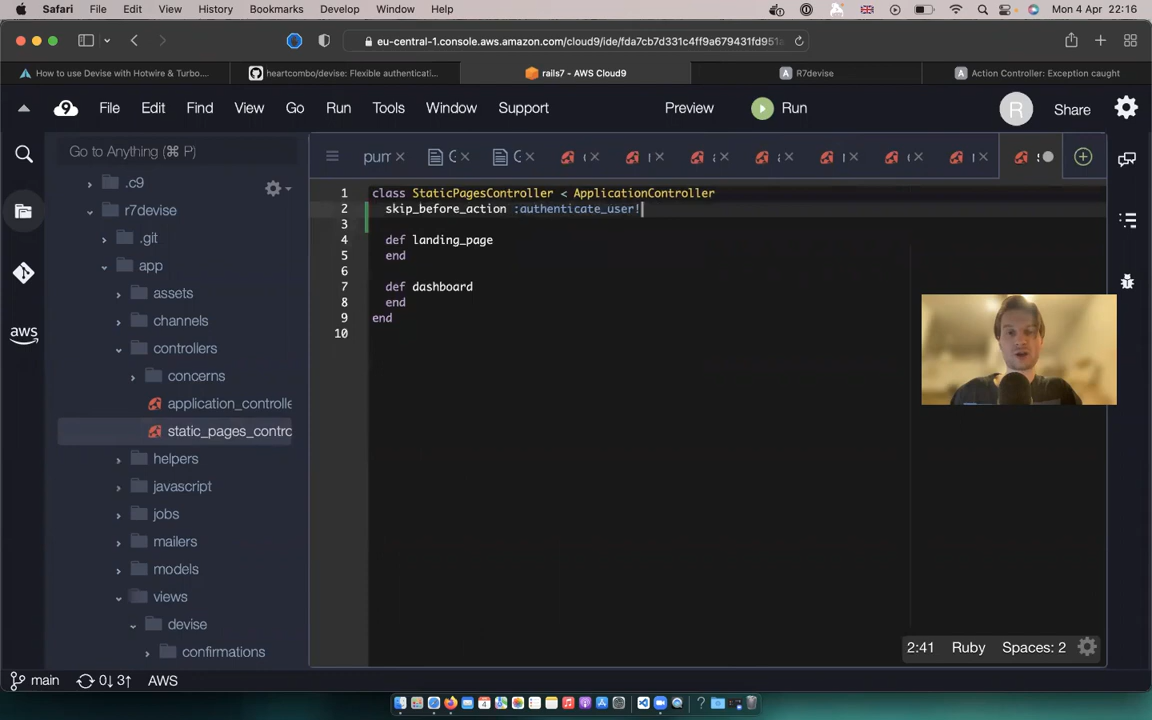 Safari File Edit View History Bookmarks Develop Window Help Mon 4 Apr 22:16
eu-central-1.console.aws.amazon.com/cloud9/ide/fda7cb7d331c4ff9a679431fd951
How to use Devise with Hotwire & Turbo.... heartcombo/devise: Flexible authenticati... rails7 - AWS Cloud9 R7devise Action Controller: Exception caught
9 File Edit Find View Go Run Tools Window Support Preview Run R Share
Go to Anything (⌘ P)
pum
.c9
r7devise
.git
app
assets
channels
controllers
concerns
application_controlle
static_pages_contro
helpers
javascript
jobs
mailers
models
views
devise
confirmations
aws
1 class StaticPagesController < ApplicationController
2 skip_before_action :authenticate_user!
3
4 def landing_page
5 end
6
7 def dashboard
8 end
9 end
10
2:41 Ruby Spaces: 2
main 0↓ 3↑ AWS